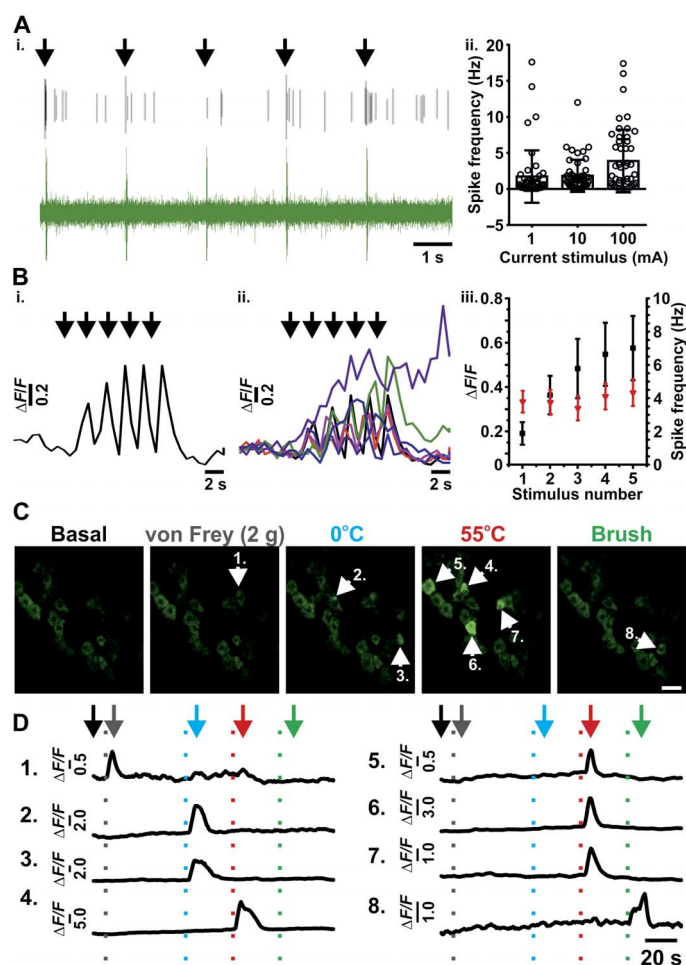 A
i.
1 s
ii.
Spike frequency (Hz)
20
15
10
5
0
−5
1 10 100
Current stimulus (mA)
B
i.
ΔF/F
0.2
2 s
ii.
ΔF/F
0.2
2 s
iii.
ΔF/F
0.8
0.6
0.4
0.2
0
10
8
6
4
2
0
Spike frequency (Hz)
1 2 3 4 5
Stimulus number
C
Basal von Frey (2 g) 0°C 55°C Brush
1.
2.
3.
4.
5.
6.
7.
8.
D
1. ΔF/F 0.5
2. ΔF/F 2.0
3. ΔF/F 2.0
4. ΔF/F 5.0
5. ΔF/F 0.5
6. ΔF/F 3.0
7. ΔF/F 1.0
8. ΔF/F 1.0
20 s